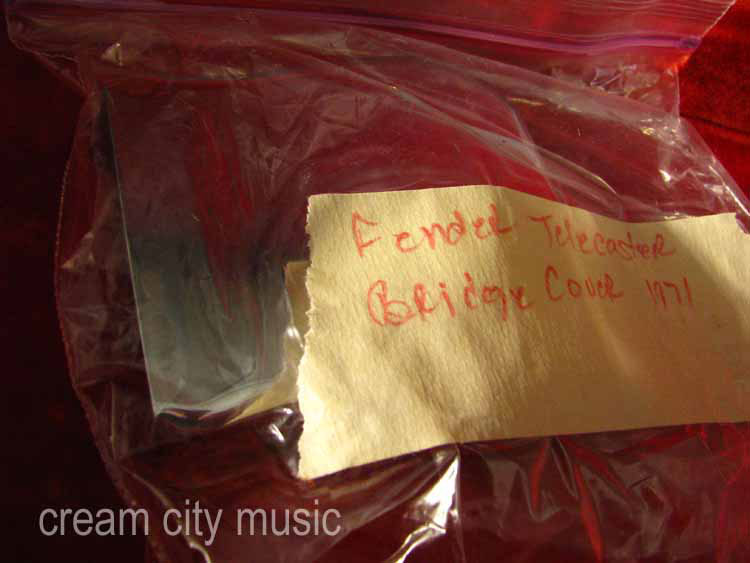 Fender Telecaster
Bridge Cover 1971
cream city music